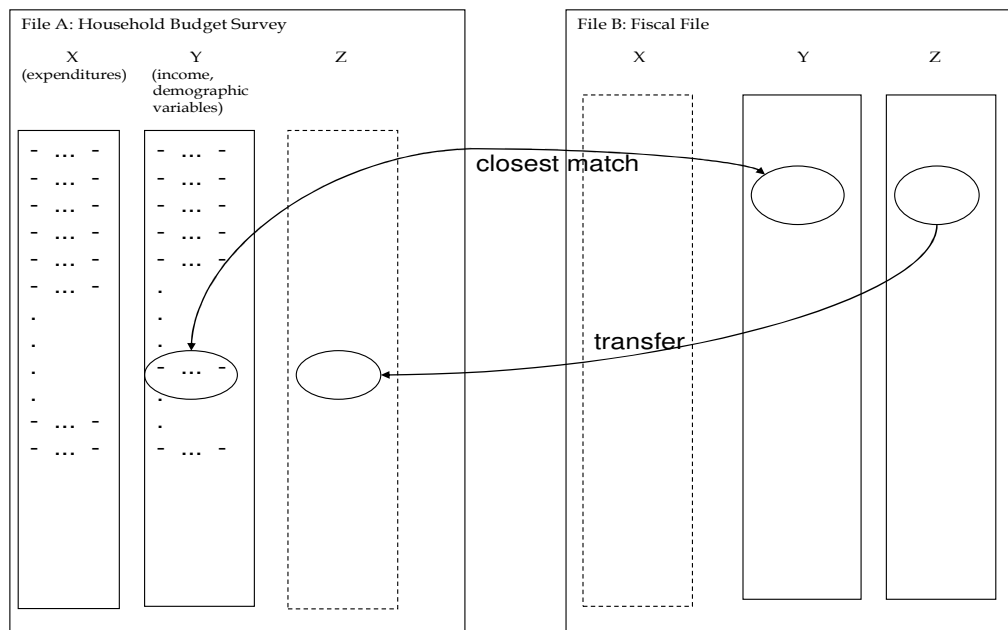 File A: Household Budget Survey
X
(expenditures)
Y
(income,
demographic
variables)
Z
- ... -
- ... -
- ... -
- ... -
- ... -
- ... -
.
.
.
.
- ... -
- ... -
- ... -
- ... -
- ... -
- ... -
- ... -
.
.
.
- ... -
.
.
- ... -
closest match
transfer
File B: Fiscal File
X
Y
Z